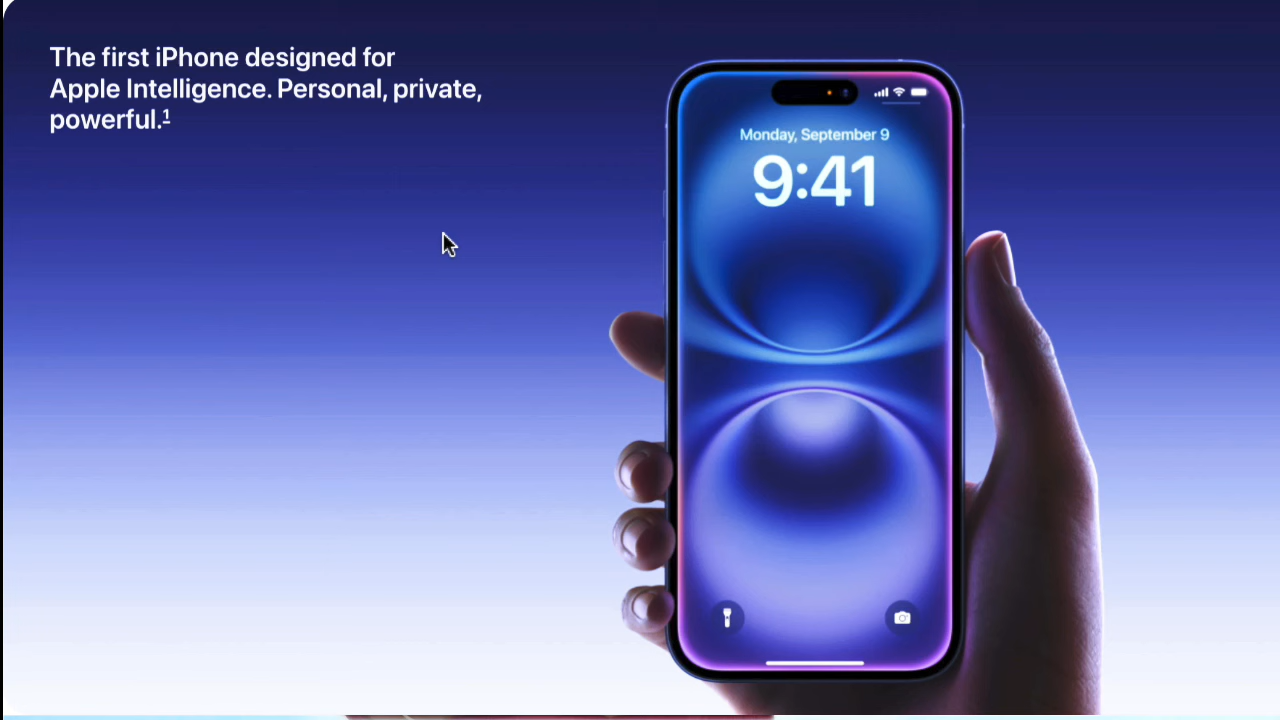 The first iPhone designed for
Apple Intelligence. Personal, private,
powerful.¹
Monday, September 9
9:41